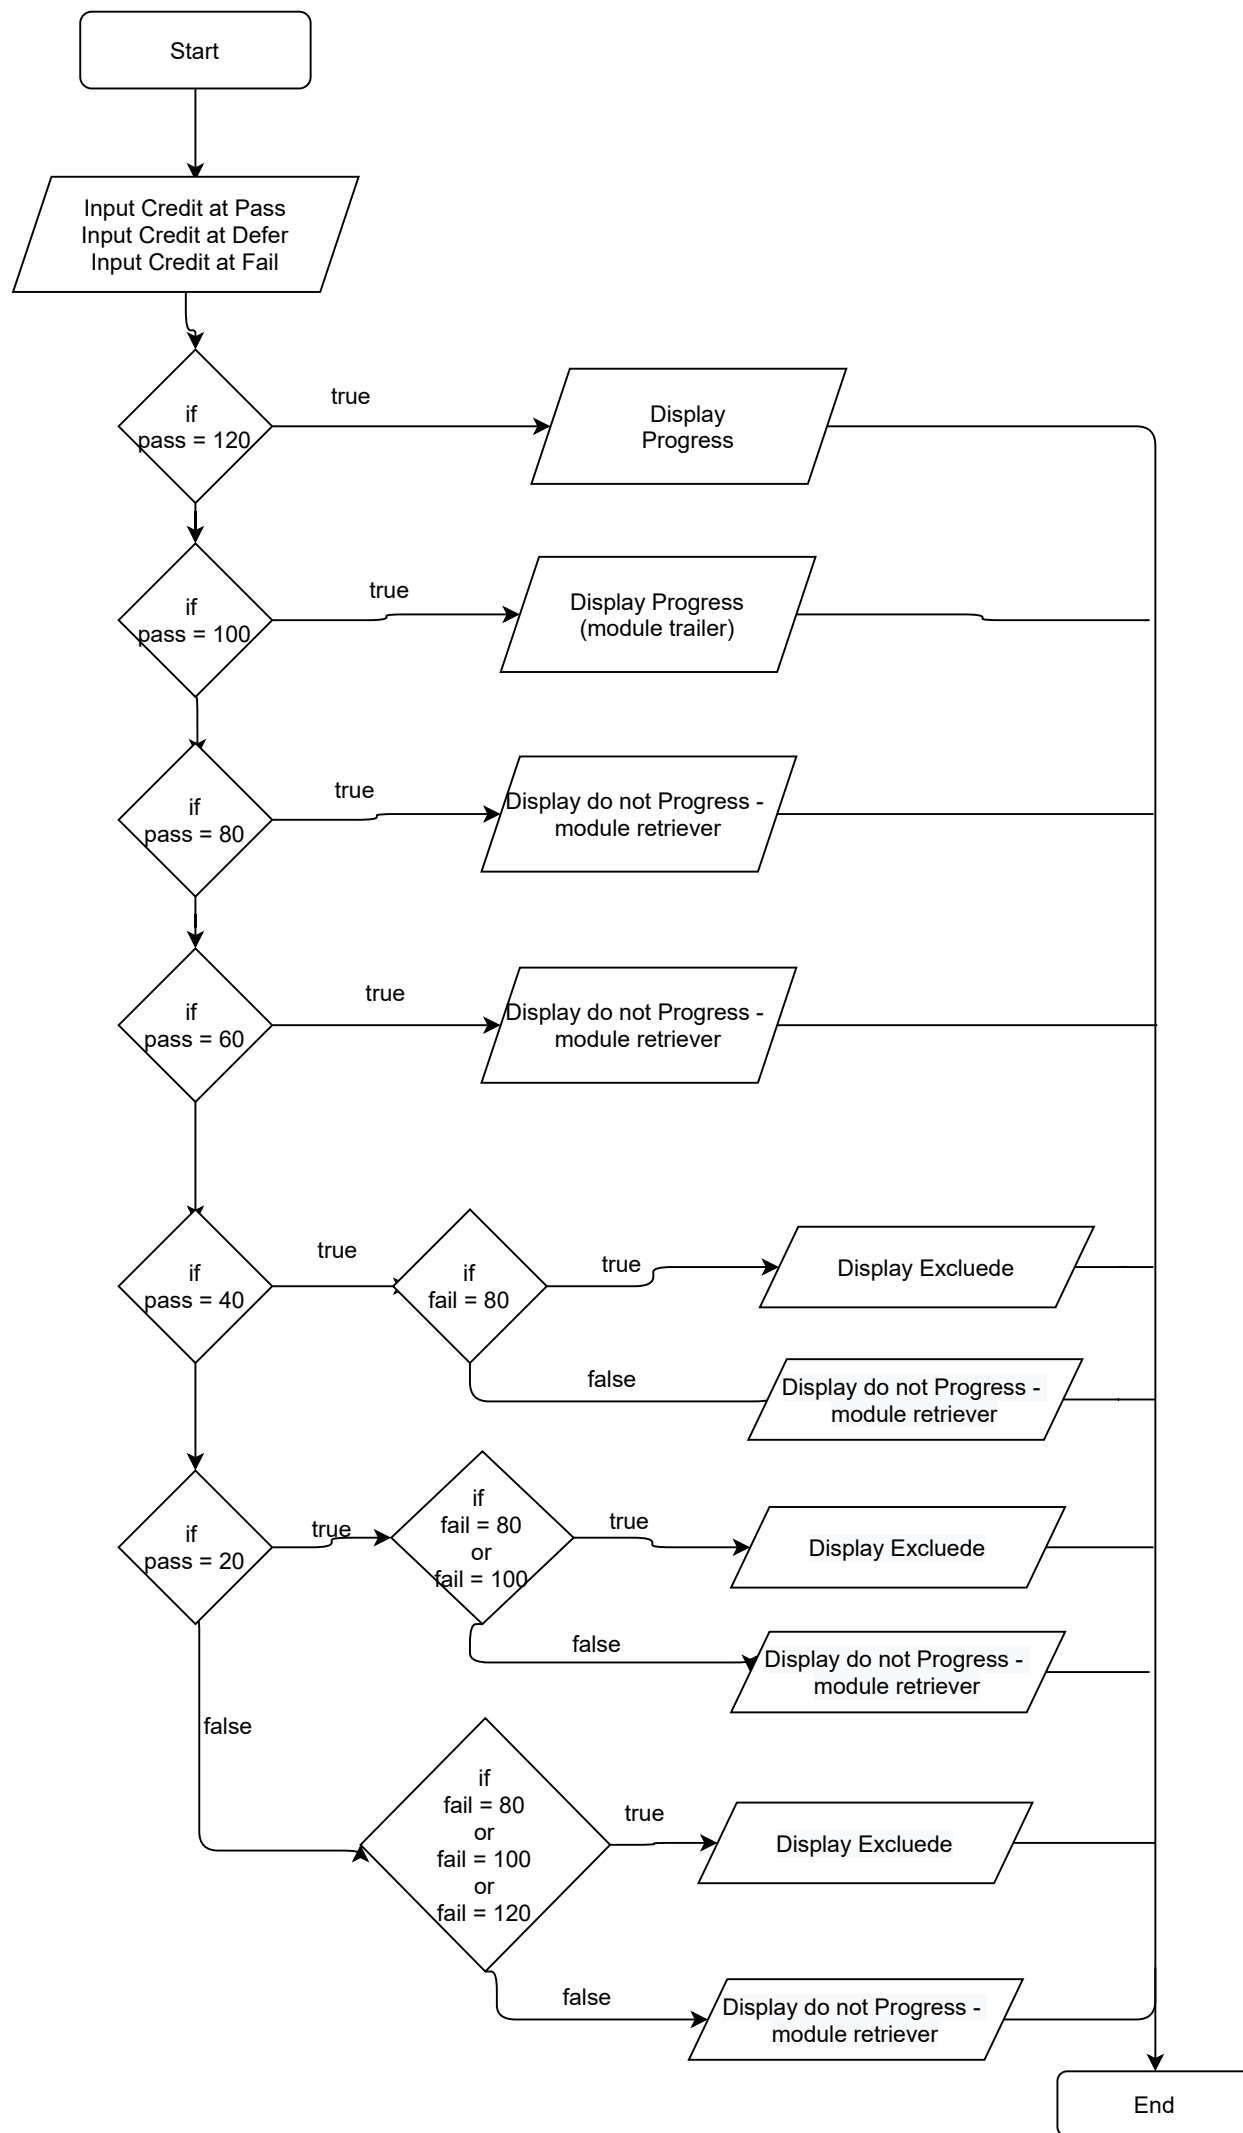 Start
Input Credit at Pass
Input Credit at Defer
Input Credit at Fail
if
pass = 120
true
Display
Progress
if
pass = 100
true
Display Progress
(module trailer)
if
pass = 80
true
Display do not Progress -
module retriever
if
pass = 60
true
Display do not Progress -
module retriever
if
pass = 40
true
if
fail = 80
true
Display Excluede
false
Display do not Progress -
module retriever
if
pass = 20
true
if
fail = 80
or
fail = 100
true
Display Excluede
false
Display do not Progress -
module retriever
false
if
fail = 80
or
fail = 100
or
fail = 120
true
Display Excluede
false
Display do not Progress -
module retriever
End